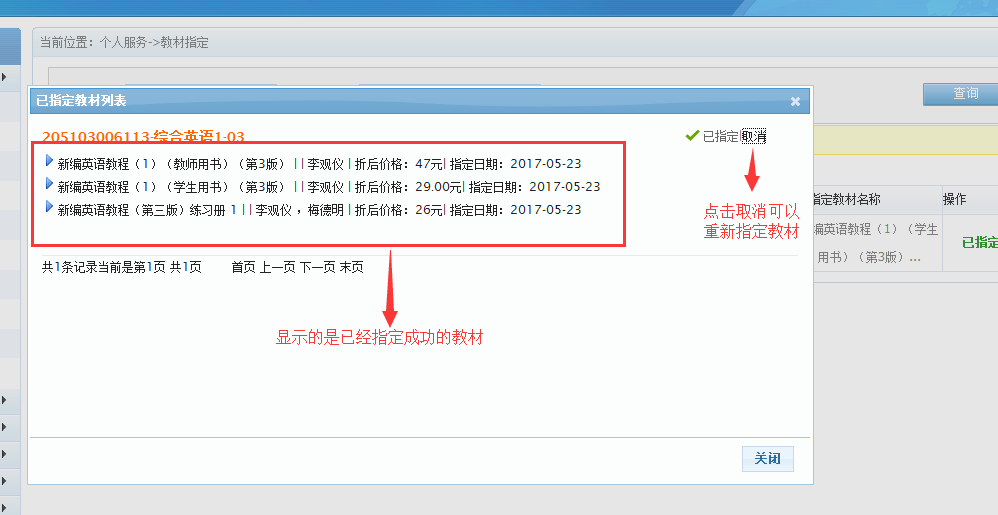 当前位置：个人服务->教材指定
查询
已指定教材列表
205103006113-综合英语1-03
已指定|取消
新编英语教程（1）（教师用书）（第3版） | | 李观仪 | 折后价格：47元| 指定日期：2017-05-23
新编英语教程（1）（学生用书）（第3版） | | 李观仪 | 折后价格：29.00元| 指定日期：2017-05-23
新编英语教程（第三版）练习册 1 | | 李观仪 ，梅德明 | 折后价格：26元| 指定日期：2017-05-23
点击取消可以
重新指定教材
指定教材名称
操作
编英语教程（1）（学生
用书）（第3版）...
已指定
共1条记录当前是第1页 共1页 首页 上一页 下一页 末页
显示的是已经指定成功的教材
关闭